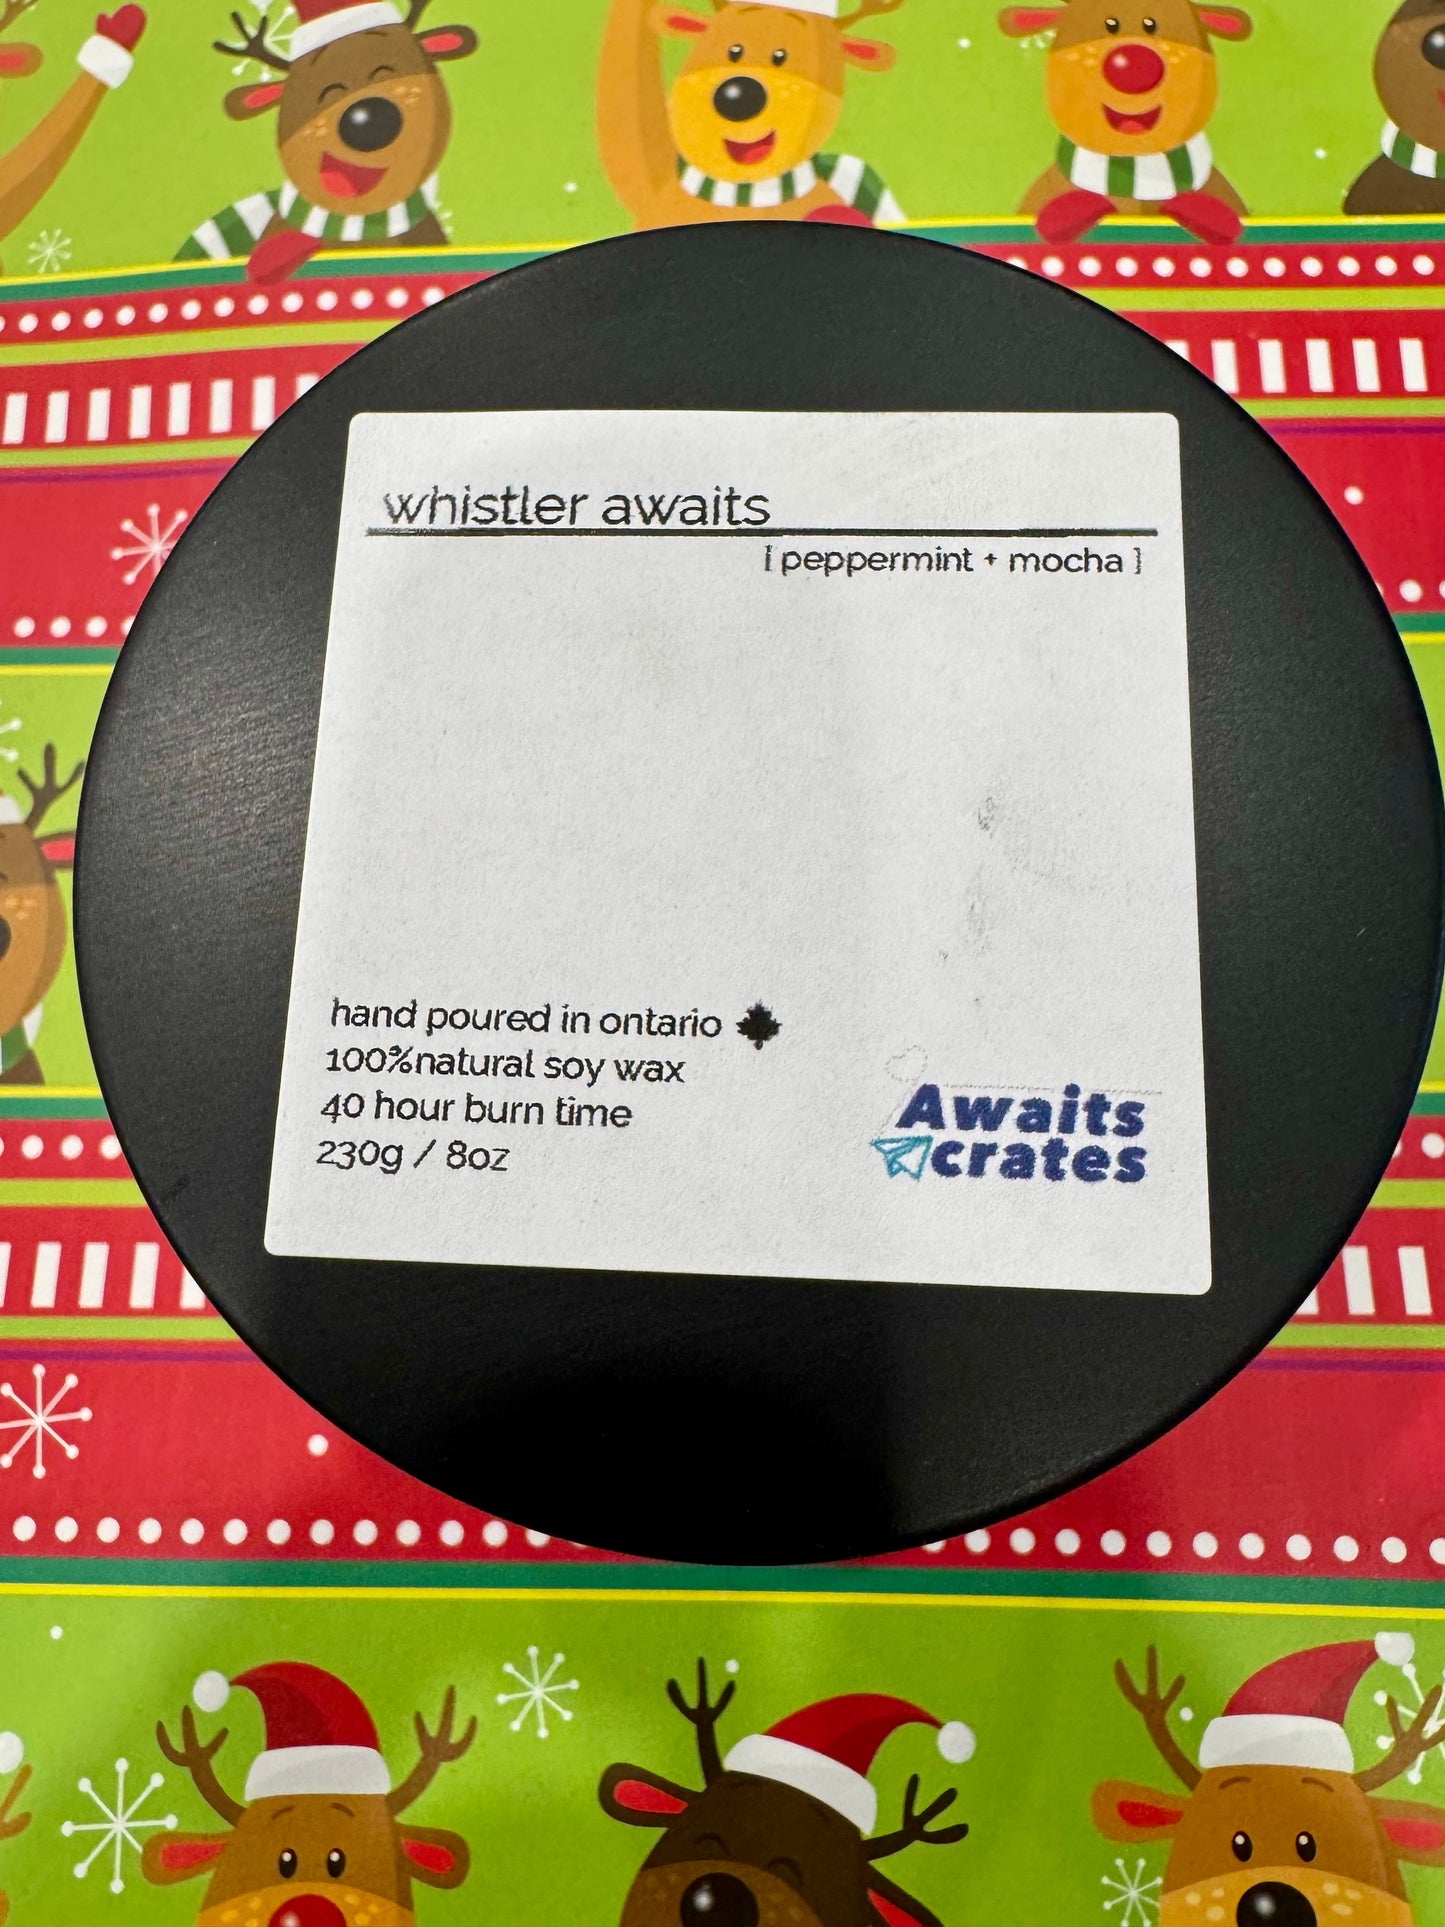 whistler awaits
[ peppermint + mocha ]
hand poured in ontario
100%natural soy wax
40 hour burn time
230g / 8oz
Awaits
crates